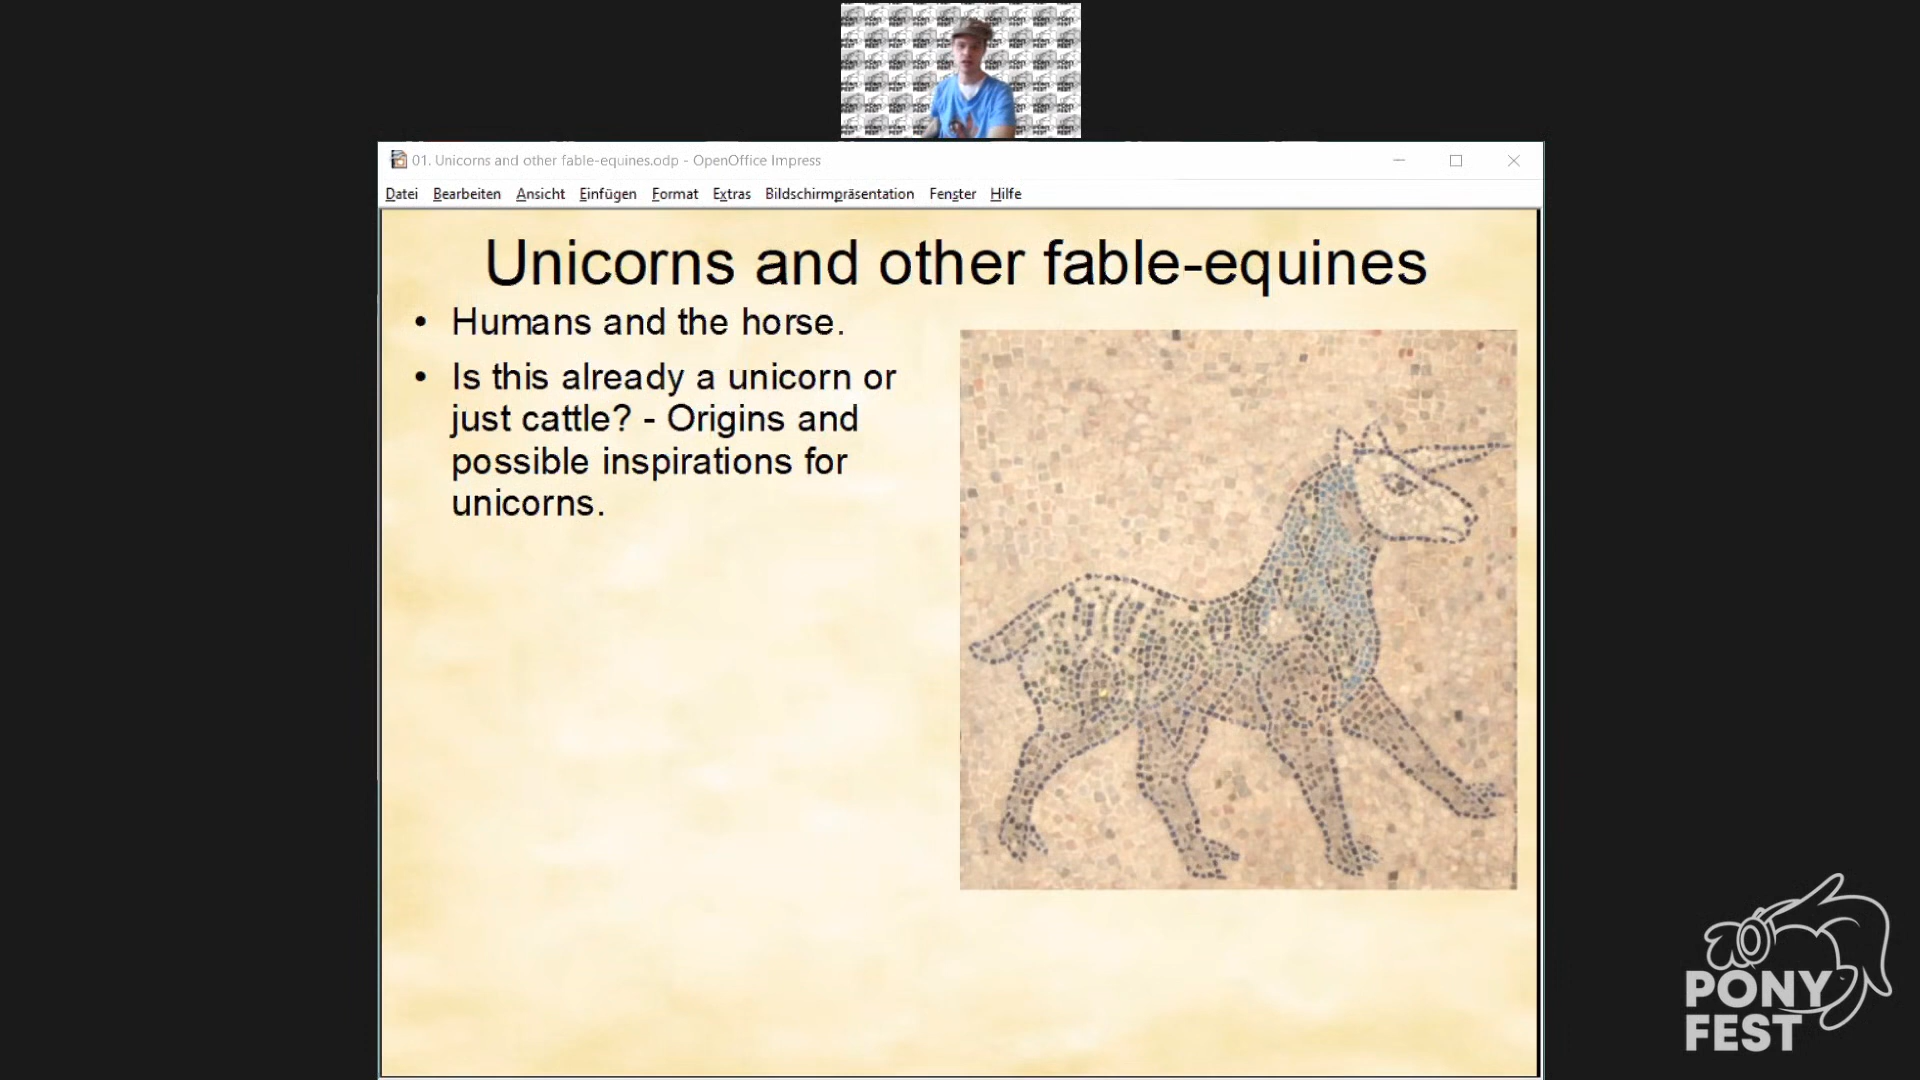 01. Unicorns and other fable-equines.odp - OpenOffice Impress
Datei Bearbeiten Ansicht Einfügen Format Extras Bildschirmpräsentation Fenster Hilfe
Unicorns and other fable-equines
• Humans and the horse.
• Is this already a unicorn or
just cattle? - Origins and
possible inspirations for
unicorns.
PONY
FEST